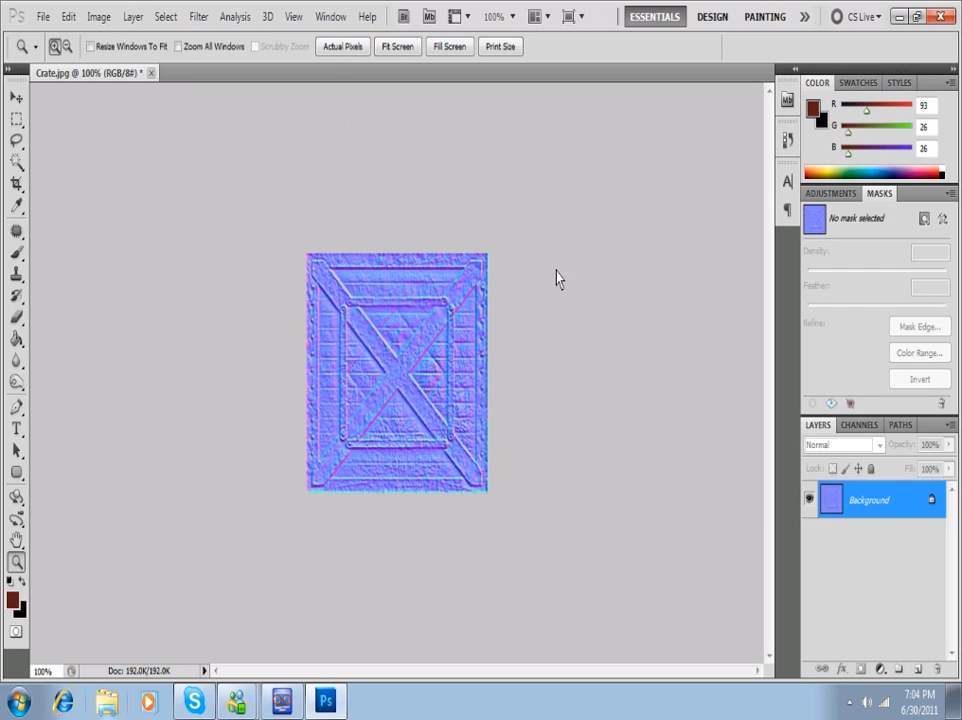 Ps File Edit Image Layer Select Filter Analysis 3D View Window Help Br Mb 100% ESSENTIALS DESIGN PAINTING CS Live
Resize Windows To Fit Zoom All Windows Scrubby Zoom Actual Pixels Fit Screen Fill Screen Print Size
Crate.jpg @ 100% (RGB/8#) *
COLOR SWATCHES STYLES
Mb
R 93
G 26
B 26
A
ADJUSTMENTS MASKS
No mask selected
Density:
Feather:
Refine:
Mask Edge...
Color Range...
Invert
LAYERS CHANNELS PATHS
Normal Opacity: 100%
Lock: Fill: 100%
Background
T
100% Doc: 192.0K/192.0K
S Ps
7:04 PM
6/30/2011